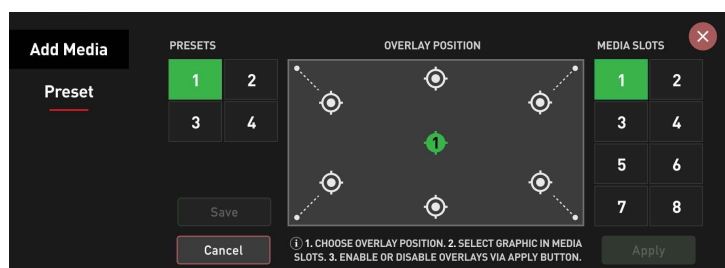 Add Media
Preset
PRESETS
1 2
3 4
Save
Cancel
OVERLAY POSITION
1
ⓘ 1. CHOOSE OVERLAY POSITION. 2. SELECT GRAPHIC IN MEDIA
SLOTS. 3. ENABLE OR DISABLE OVERLAYS VIA APPLY BUTTON.
MEDIA SLOTS
1 2
3 4
5 6
7 8
Apply